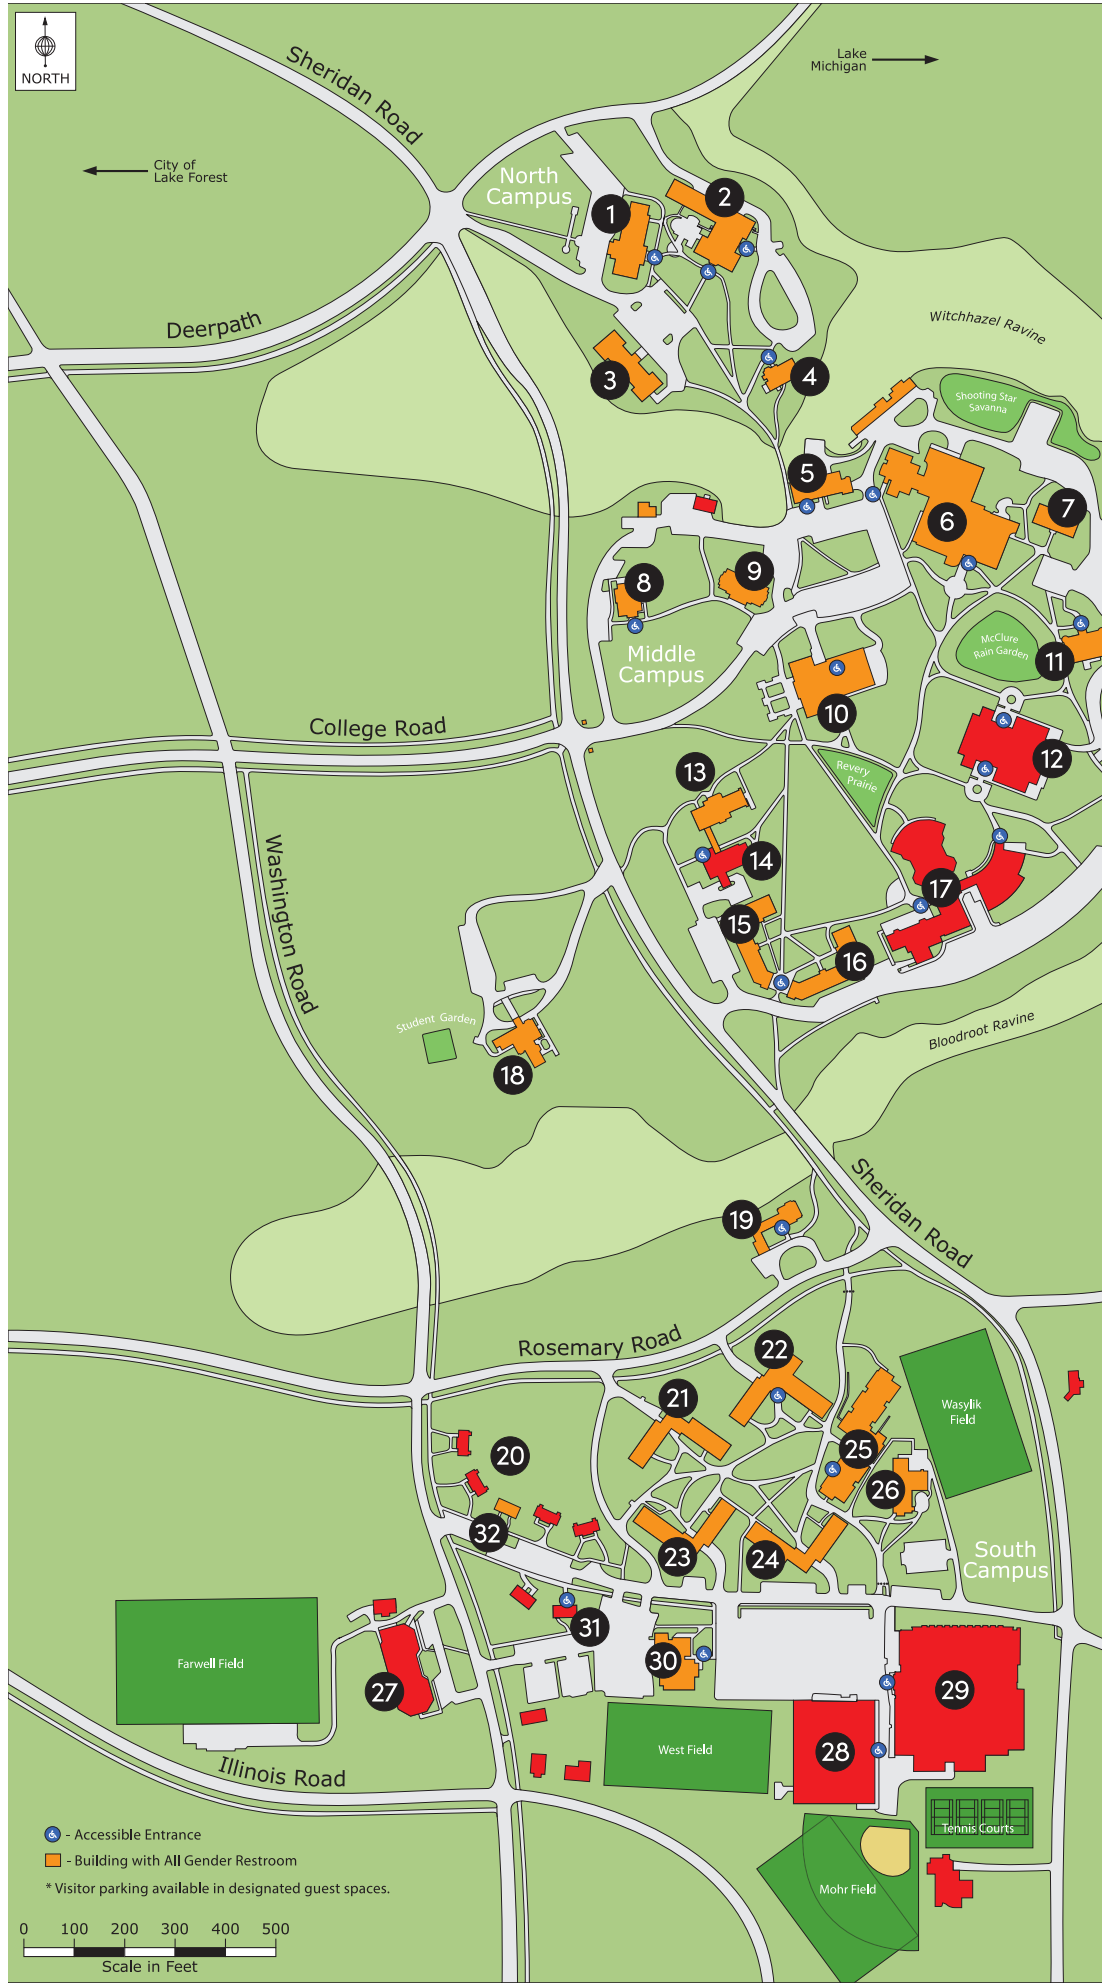 NORTH
Lake
Michigan
Sheridan Road
City of
Lake Forest
North
Campus
1
2
Deerpath
Witchhazel Ravine
3
4
Shooting Star
Savanna
5
6
7
8
9
McClure
Rain Garden
11
Middle
Campus
10
College Road
12
13
Revery
Prairie
14
Washington Road
17
15
16
Student Garden
Bloodroot Ravine
18
Sheridan Road
19
Rosemary Road
22
21
Wasylik
Field
20
25
26
32
23
24
South
Campus
31
30
Farwell Field
27
29
West Field
28
Illinois Road
Tennis Courts
Mohr Field
- Accessible Entrance
- Building with All Gender Restroom
* Visitor parking available in designated guest spaces.
0 100 200 300 400 500
Scale in Feet